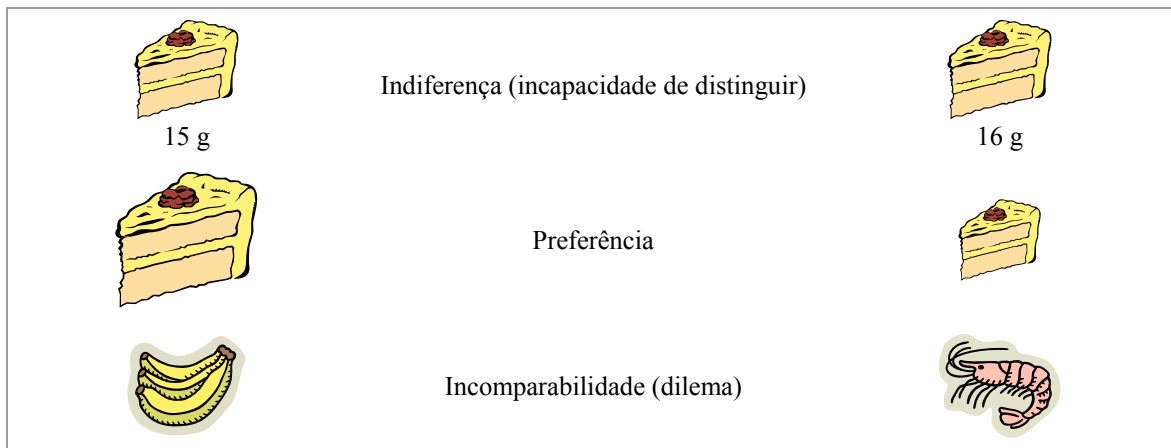 Indiferença (incapacidade de distinguir)
15 g
16 g
Preferência
Incomparabilidade (dilema)